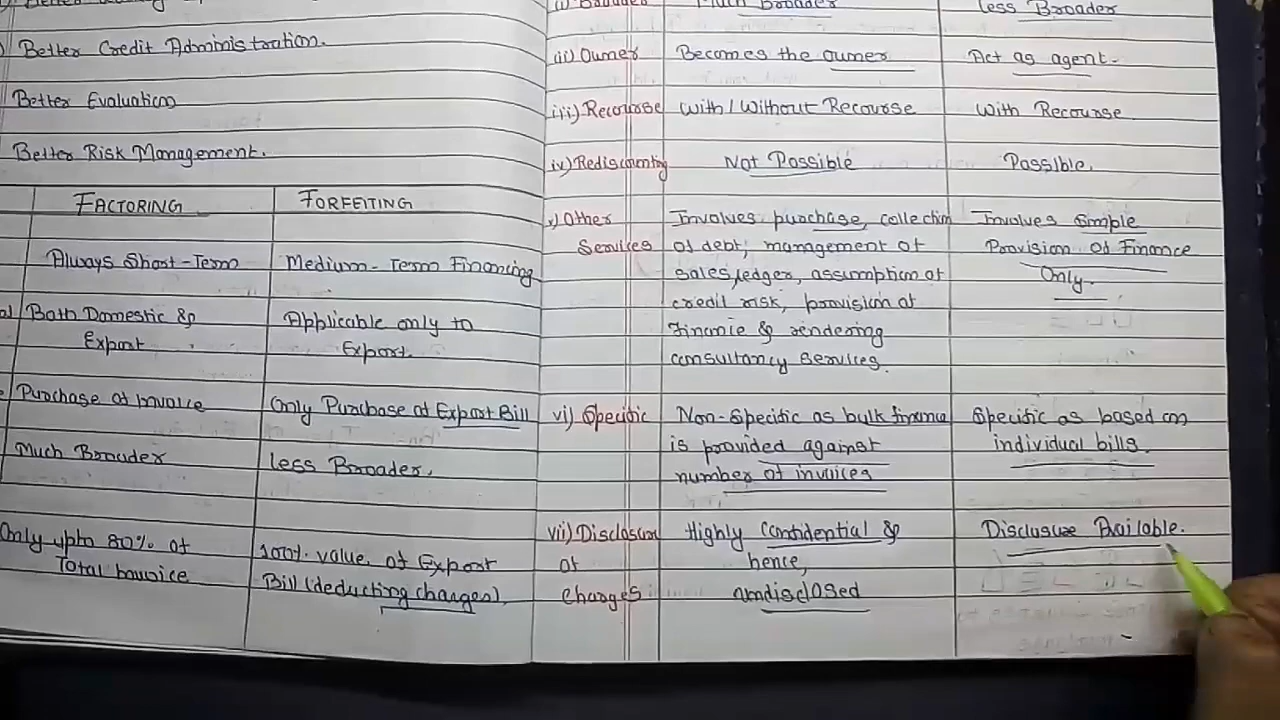 Better Credit Administration.
Better Evaluation
Better Risk Management.
FACTORING FORFEITING
Always Short-Term Medium-Term Financing
Both Domestic & Applicable only to
Export Export.
Purchase of Invoice Only Purchase of Export Bill
Much Broader less Broader.
Only upto 80% of 100% value of Export
Total Invoice Bill (deducting charges).
Much Broader less Broader
ii) Owner Becomes the owner Act as agent.
iii) Recourse With/Without Recourse With Recourse
iv) Rediscounting Not Possible Possible.
v) Other Involves purchase, collection Involves Simple
Services of debt, management of Provision of Finance
sales ledger, assumption of Only.
credit risk, provision of
finance & rendering
consultancy services.
vi) Specific Non-Specific as bulk finance Specific as based on
is provided against individual bills.
number of invoices
vii) Disclosure Highly Confidential & Disclosure Available.
of hence,
Charges undisclosed